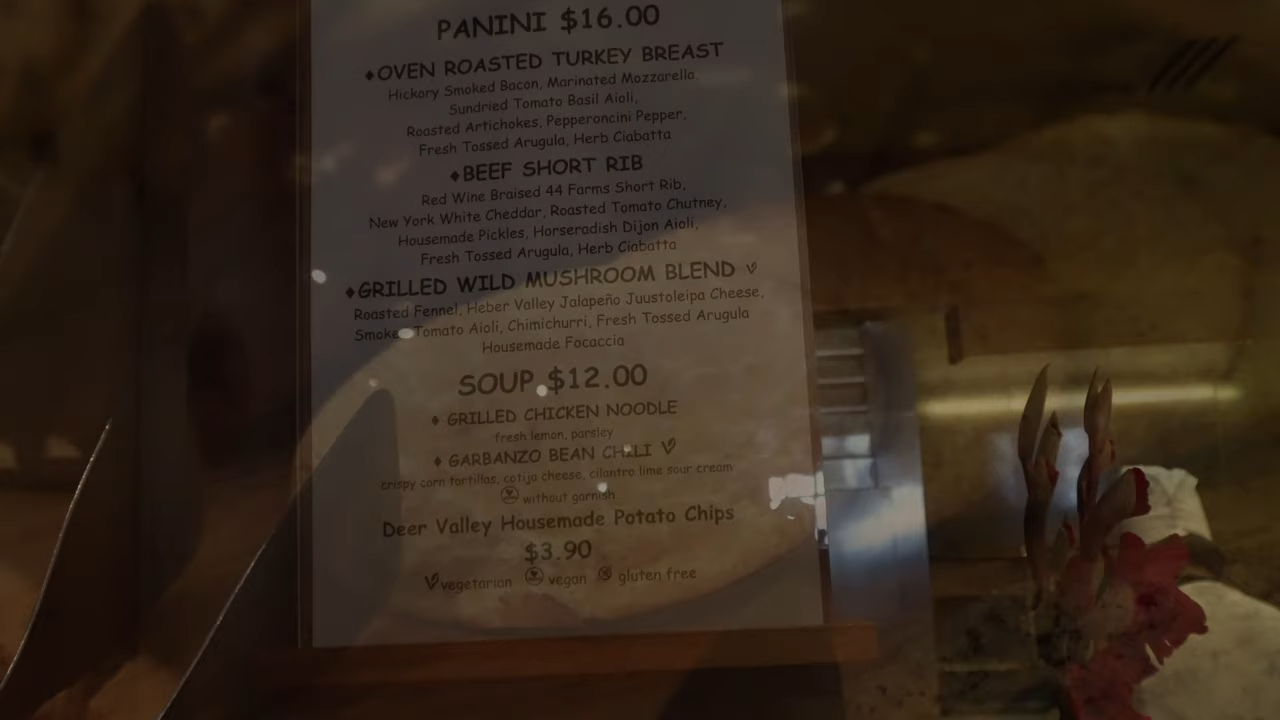 PANINI $16.00
♦OVEN ROASTED TURKEY BREAST
Hickory Smoked Bacon, Marinated Mozzarella
Sundried Tomato Basil Aioli,
Roasted Artichokes, Pepperoncini Pepper,
Fresh Tossed Arugula, Herb Ciabatta
♦BEEF SHORT RIB
Red Wine Braised 44 Farms Short Rib,
New York White Cheddar, Roasted Tomato Chutney,
Housemade Pickles, Horseradish Dijon Aioli,
Fresh Tossed Arugula, Herb Ciabatta
♦GRILLED WILD MUSHROOM BLEND
Roasted Fennel, Heber Valley Jalapeño Juustoleipa Cheese,
Tomato Aioli, Chimichurri, Fresh Tossed Arugula
Housemade Focaccia
SOUP $12.00
♦ GRILLED CHICKEN NOODLE
fresh lemon, parsley
♦ GARBANZO BEAN CHILI
crispy corn tortillas, cotija cheese, cilantro lime sour cream
without garnish
Deer Valley Housemade Potato Chips
$3.90
vegetarian vegan gluten free